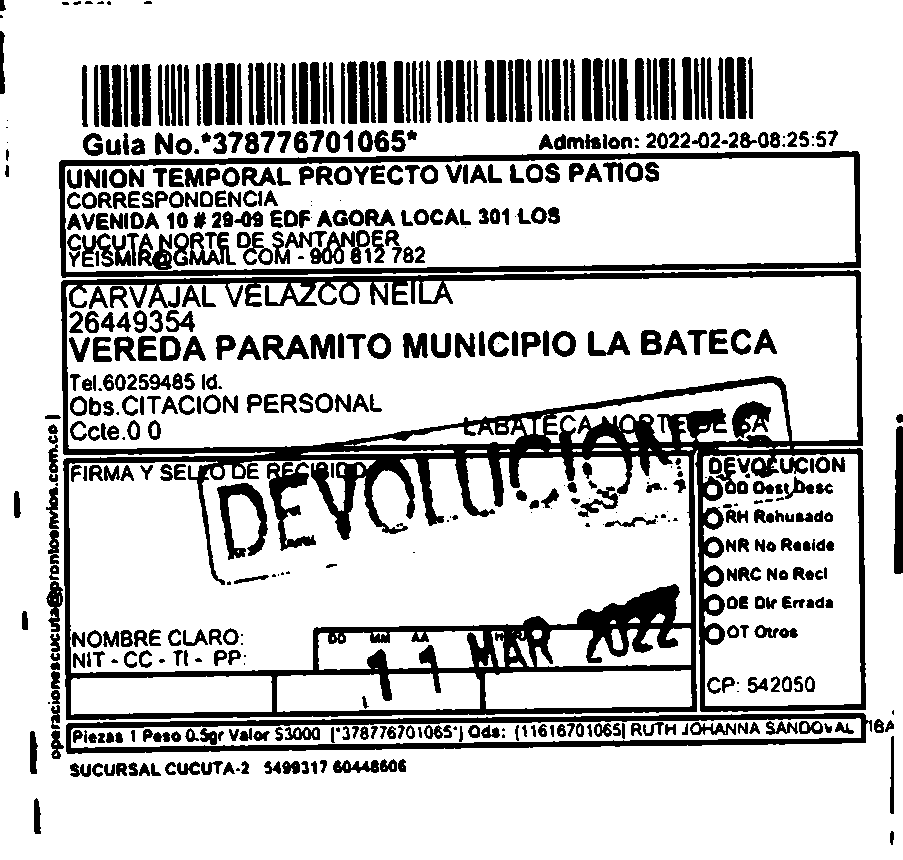 Guia No.*378776701065*
Admision: 2022-02-28-08:25:57
UNION TEMPORAL PROYECTO VIAL LOS PATIOS
CORRESPONDENCIA
AVENIDA 10 # 29-09 EDF AGORA LOCAL 301 LOS
CUCUTA NORTE DE SANTANDER
YEISMIR@GMAIL COM - 900 812 782
CARVAJAL VELAZCO NEILA
26449354
VEREDA PARAMITO MUNICIPIO LA BATECA
Tel.60259485 Id.
Obs.CITACION PERSONAL
Ccte.0 0
LABATECA NORTE DE SA
FIRMA Y SELLO DE RECIBIDO
DEVOLUCIONES
DEVOLUCION
DD Dest Desc
RH Rehusado
NR No Reside
NRC No Recl
DE Dir Errada
OT Otros
CP: 542050
NOMBRE CLARO:
NIT - CC - TI - PP:
DD MM AA
11 MAR 2022
Piezas 1 Peso 0.5gr Valor $3000 [*378776701065*] Ods: [11616701065] RUTH JOHANNA SANDOVAL
SUCURSAL CUCUTA-2 5499317 60448606
operacionescucuta@prontoenvios.com.co